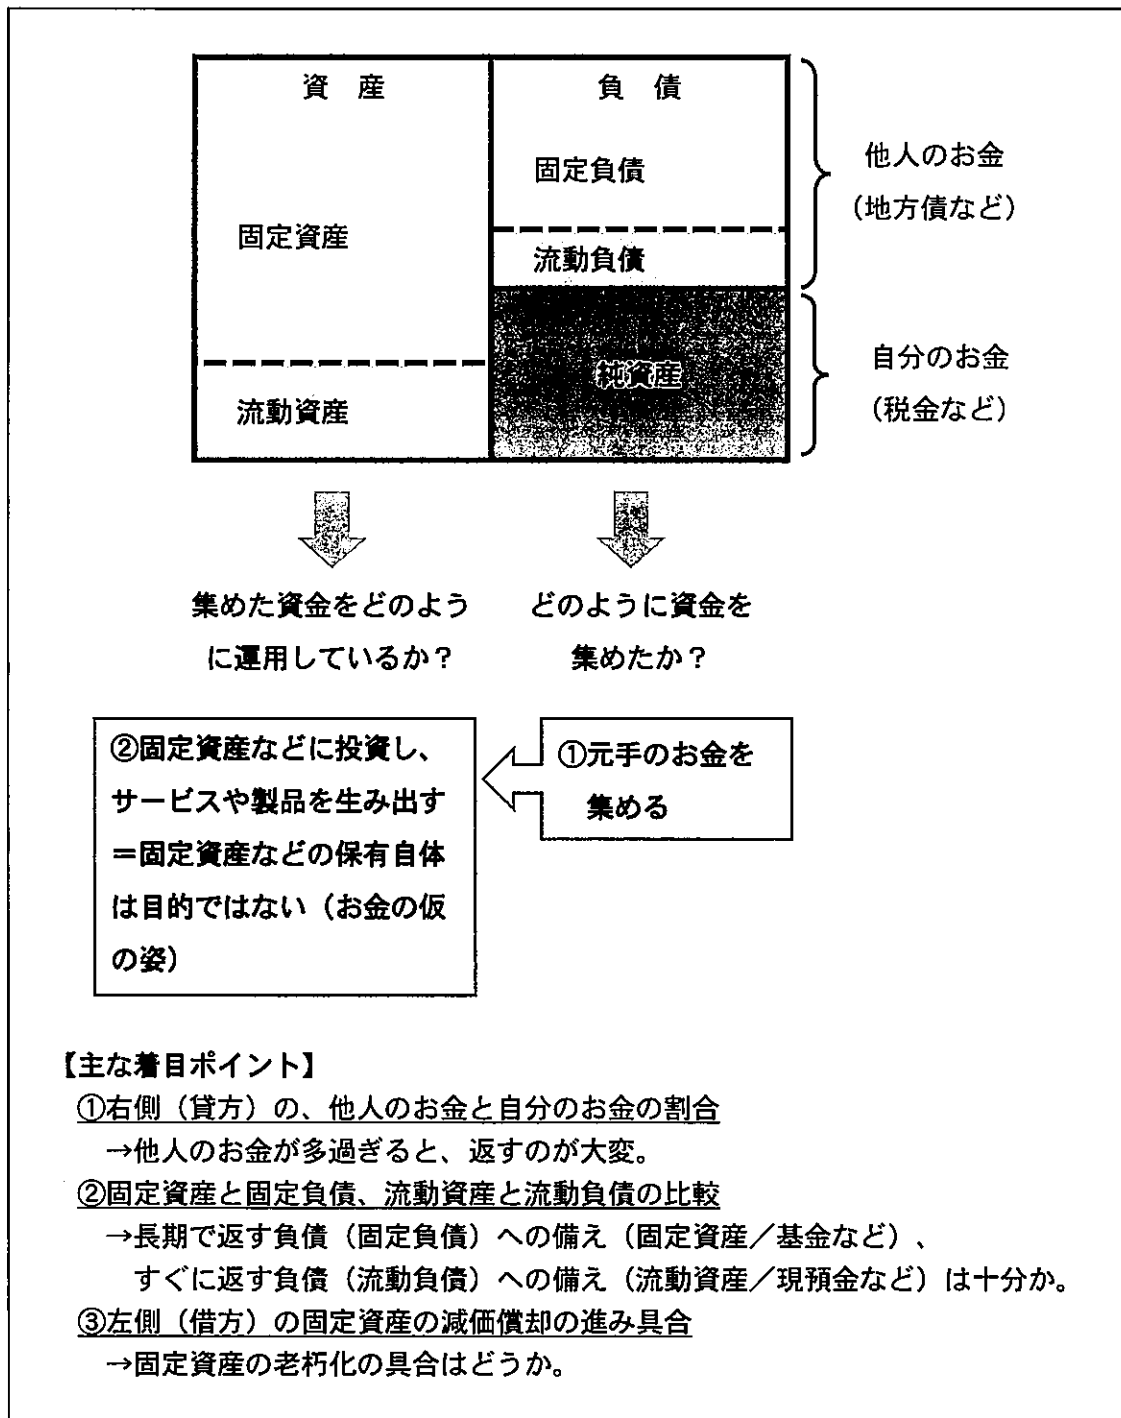 資 産
負 債
固定負債
固定資産
流動負債
純資産
流動資産
他人のお金
(地方債など)
自分のお金
(税金など)
集めた資金をどのよう
に運用しているか？
どのように資金を
集めたか？
②固定資産などに投資し、
サービスや製品を生み出す
＝固定資産などの保有自体
は目的ではない（お金の仮
の姿）
①元手のお金を
集める
【主な着目ポイント】
①右側（貸方）の、他人のお金と自分のお金の割合
→他人のお金が多過ぎると、返すのが大変。
②固定資産と固定負債、流動資産と流動負債の比較
→長期で返す負債（固定負債）への備え（固定資産／基金など）、
すぐに返す負債（流動負債）への備え（流動資産／現預金など）は十分か。
③左側（借方）の固定資産の減価償却の進み具合
→固定資産の老朽化の具合はどうか。